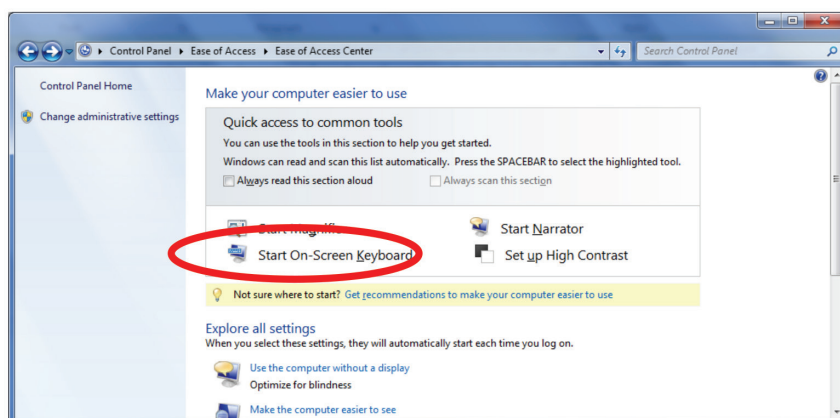 Control Panel ▸ Ease of Access ▸ Ease of Access Center
Search Control Panel
Control Panel Home
Change administrative settings
Make your computer easier to use
Quick access to common tools
You can use the tools in this section to help you get started.
Windows can read and scan this list automatically. Press the SPACEBAR to select the highlighted tool.
Always read this section aloud
Always scan this section
Start Narrator
Start On-Screen Keyboard
Set up High Contrast
Not sure where to start? Get recommendations to make your computer easier to use
Explore all settings
When you select these settings, they will automatically start each time you log on.
Use the computer without a display
Optimize for blindness
Make the computer easier to see